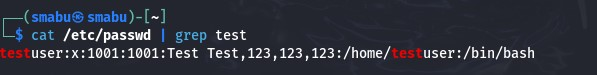 ┌──(smabu㉿smabu)-[~]
└─$ cat /etc/passwd | grep test
testuser:x:1001:1001:Test Test,123,123,123:/home/testuser:/bin/bash